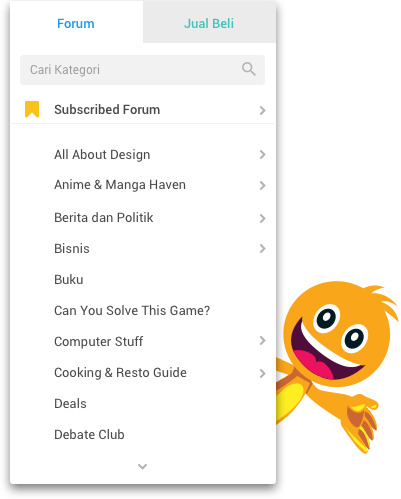 Forum
Jual Beli
Cari Kategori
Subscribed Forum
All About Design
Anime & Manga Haven
Berita dan Politik
Bisnis
Buku
Can You Solve This Game?
Computer Stuff
Cooking & Resto Guide
Deals
Debate Club